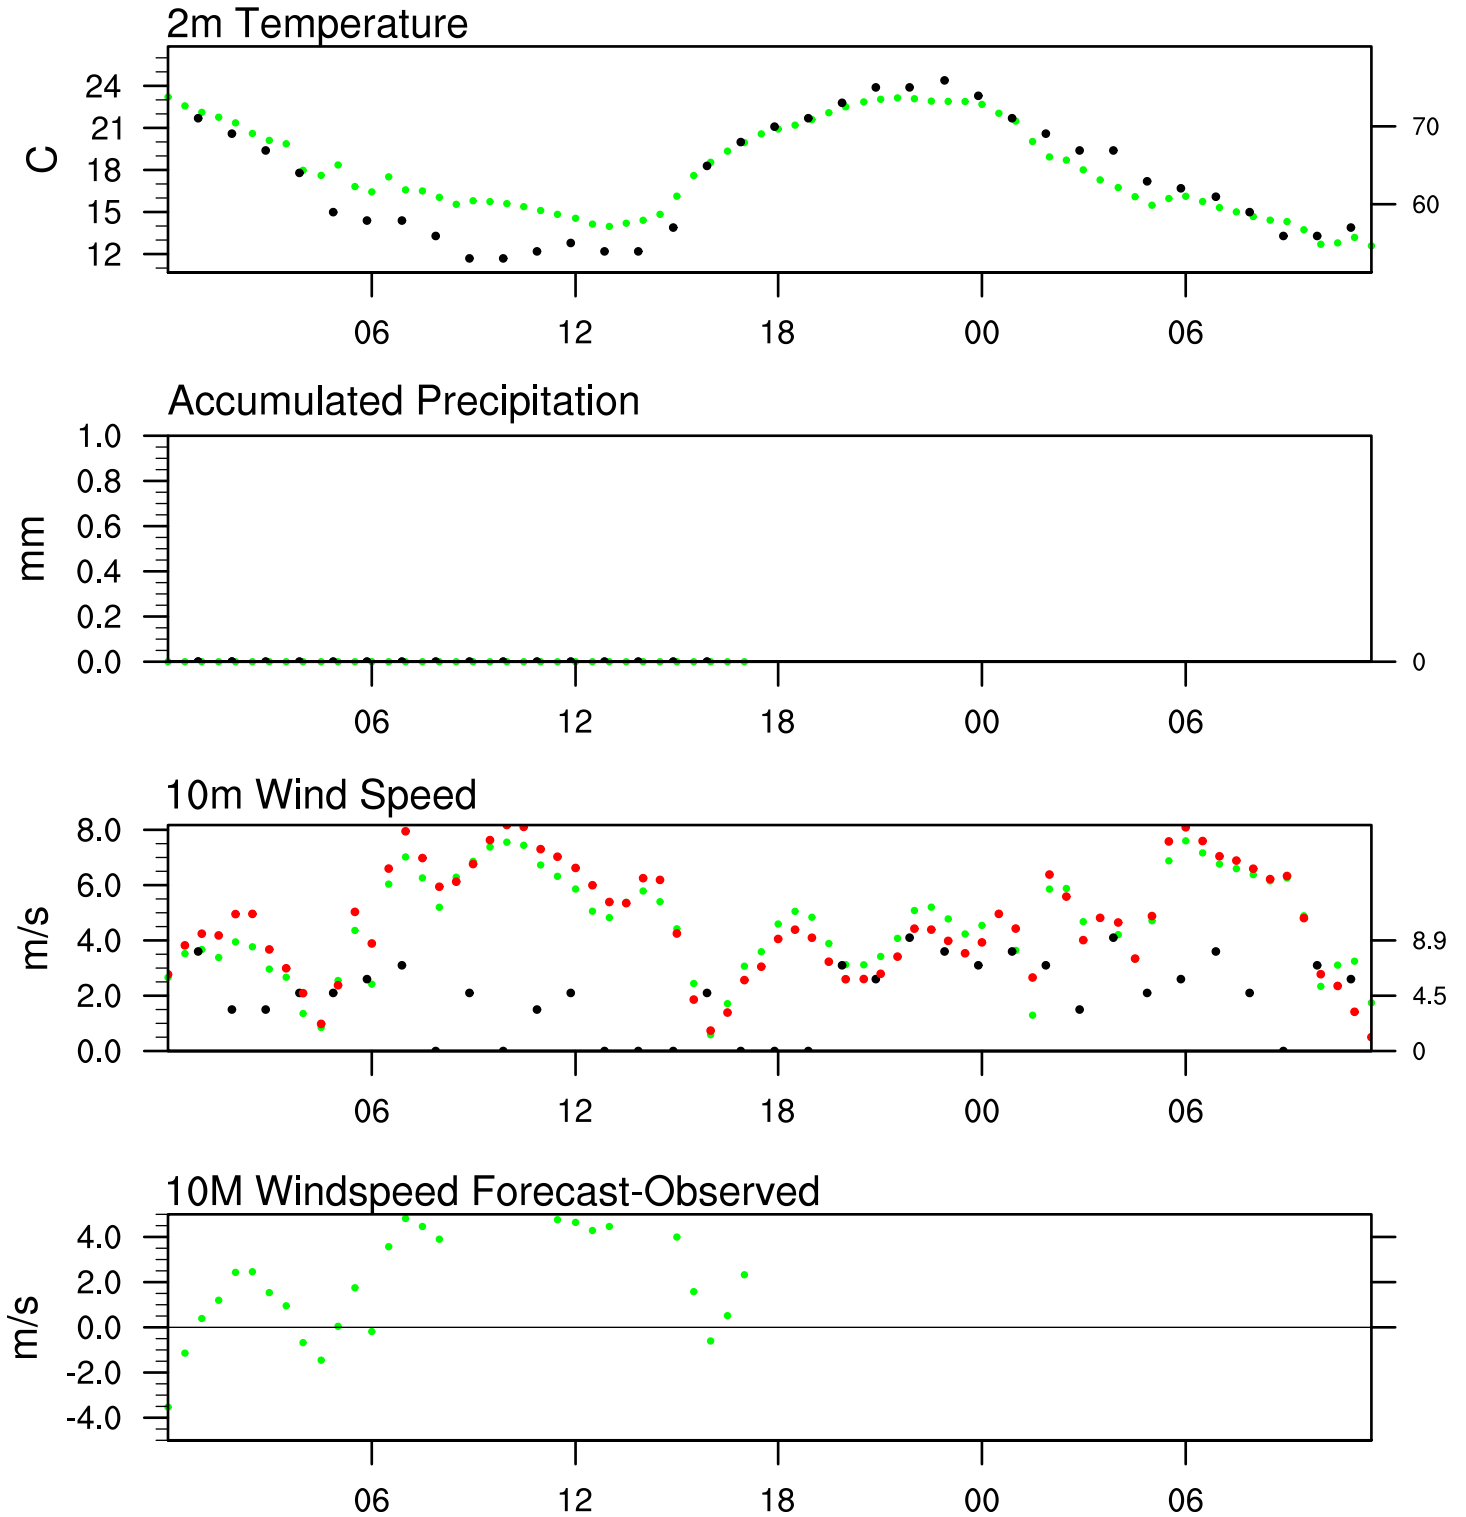 2m Temperature
24
21
18
15
12
C
70
60
06 12 18 00 06
Accumulated Precipitation
1.0
0.8
0.6
0.4
0.2
0.0
mm
0
06 12 18 00 06
10m Wind Speed
8.0
6.0
4.0
2.0
0.0
m/s
8.9
4.5
0
06 12 18 00 06
10M Windspeed Forecast-Observed
4.0
2.0
0.0
-2.0
-4.0
m/s
06 12 18 00 06